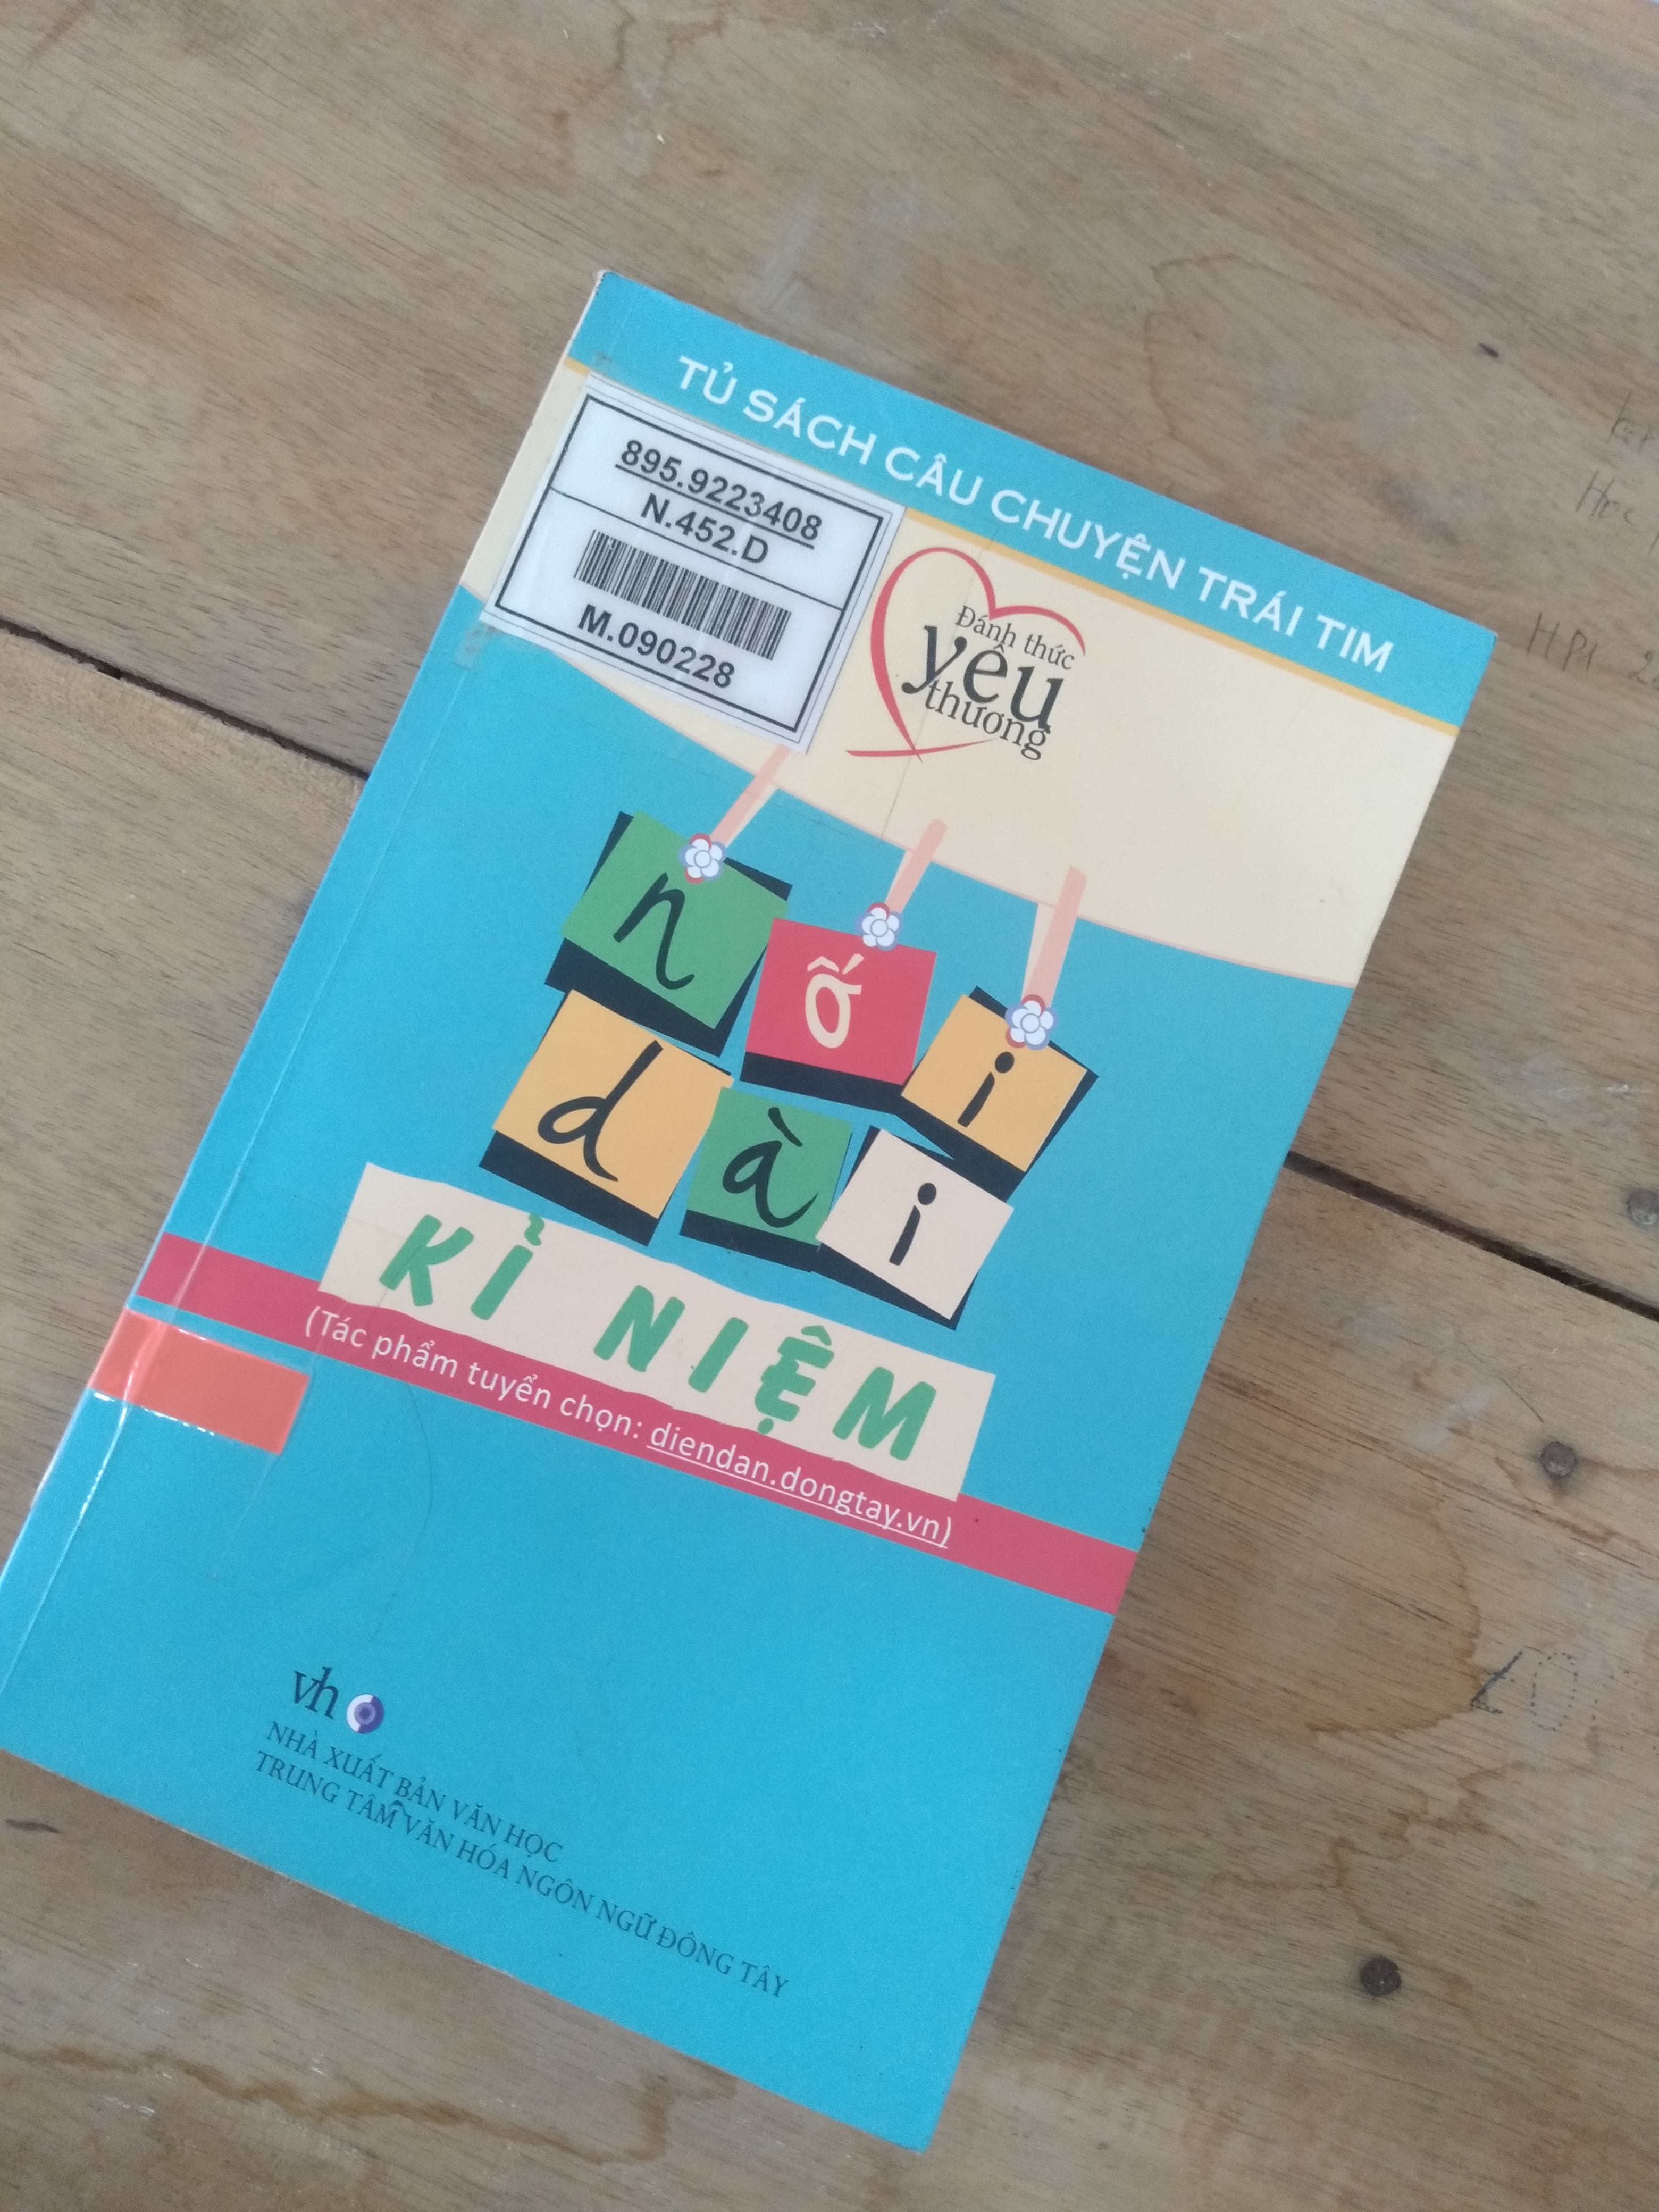 TỦ SÁCH CÂU CHUYỆN TRÁI TIM
895.9223408
N.452.D
M.090228
Đánh thức
yêu
thương
nối
dài
KỈ NIỆM
(Tác phẩm tuyển chọn: diendan.dongtay.vn)
vh
NHÀ XUẤT BẢN VĂN HỌC
TRUNG TÂM VĂN HÓA NGÔN NGỮ ĐÔNG TÂY